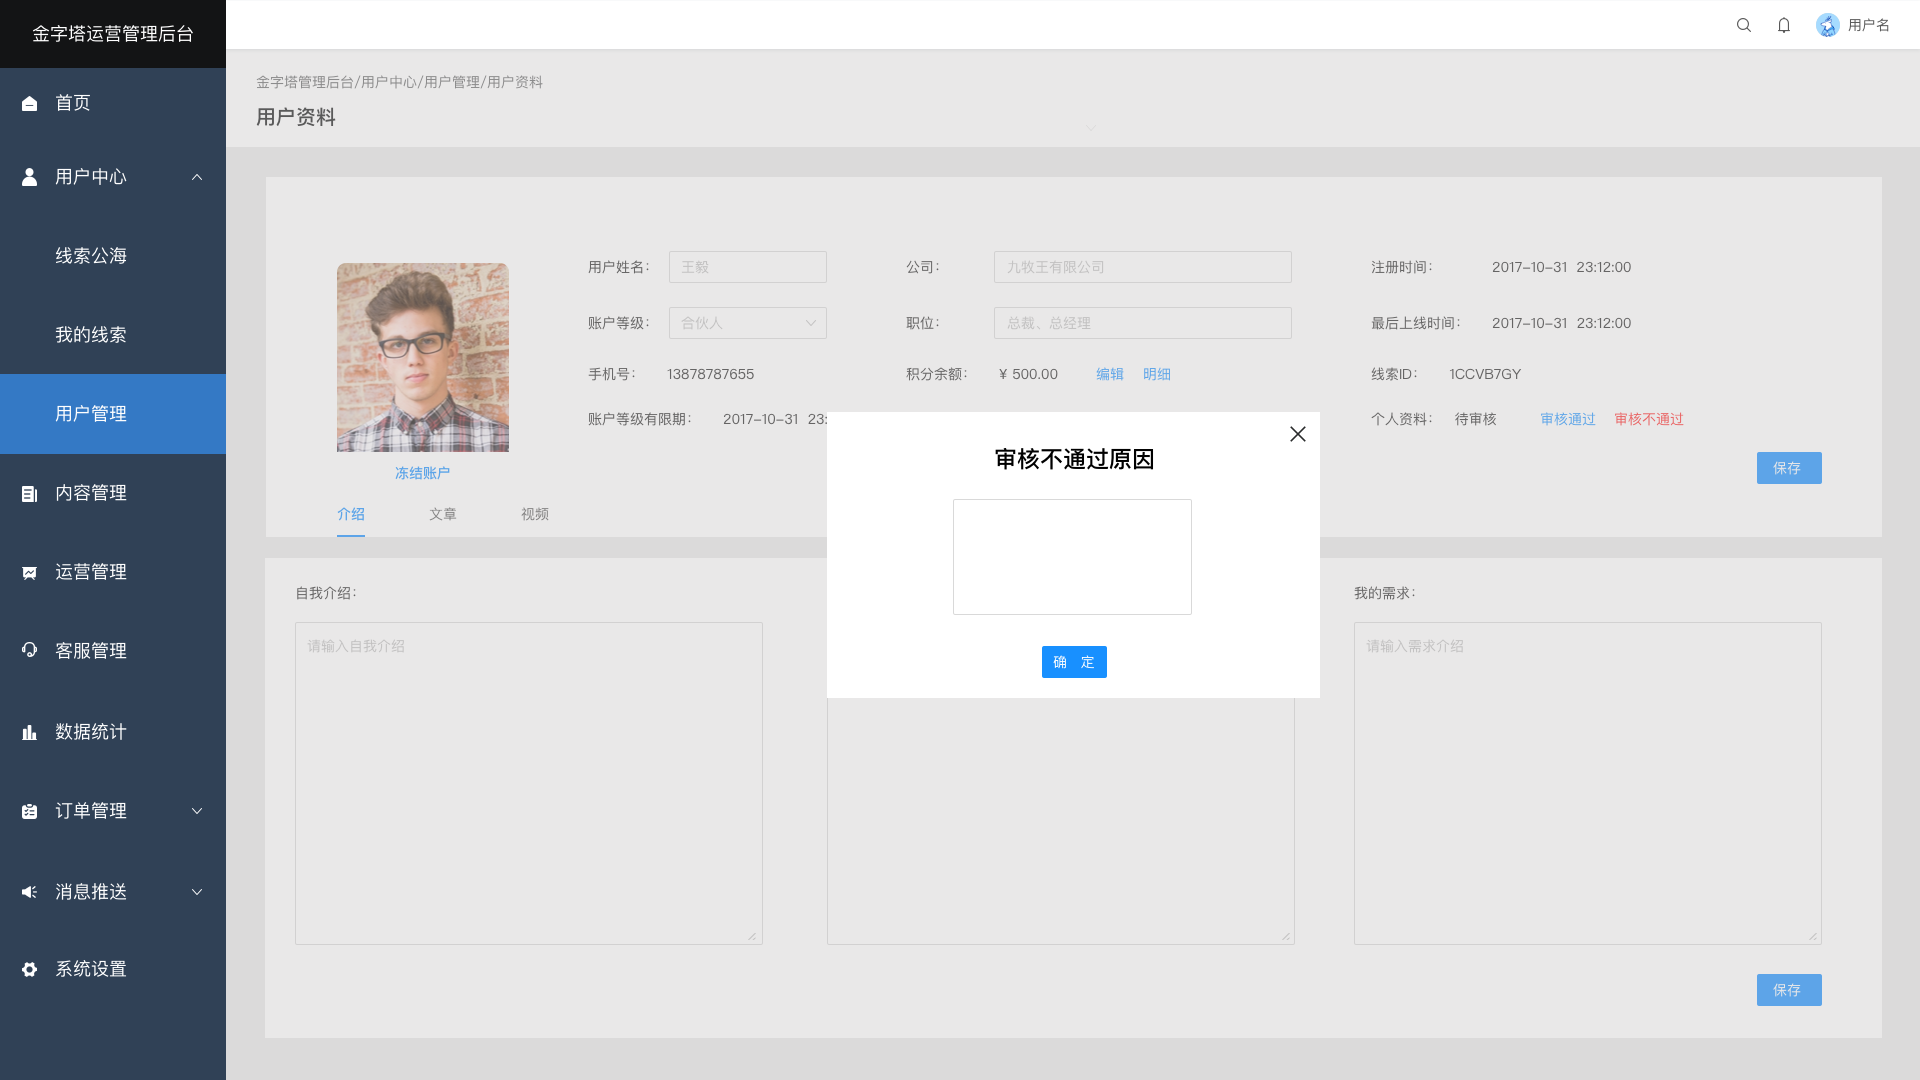 金字塔运营管理后台
用户名
首页
用户中心
线索公海
我的线索
用户管理
内容管理
运营管理
客服管理
数据统计
订单管理
消息推送
系统设置
金字塔管理后台/用户中心/用户管理/用户资料
用户资料
用户姓名： 王毅 公司： 九牧王有限公司 注册时间： 2017-10-31 23:12:00
账户等级： 合伙人 职位： 总裁、总经理 最后上线时间： 2017-10-31 23:12:00
手机号： 13878787655 积分余额： ¥ 500.00 编辑 明细 线索ID： 1CCVB7GY
账户等级有限期： 2017-10-31 23: 个人资料： 待审核 审核通过 审核不通过
冻结账户
保存
介绍 文章 视频
审核不通过原因
确 定
自我介绍： 我的需求：
请输入自我介绍 请输入需求介绍
保存